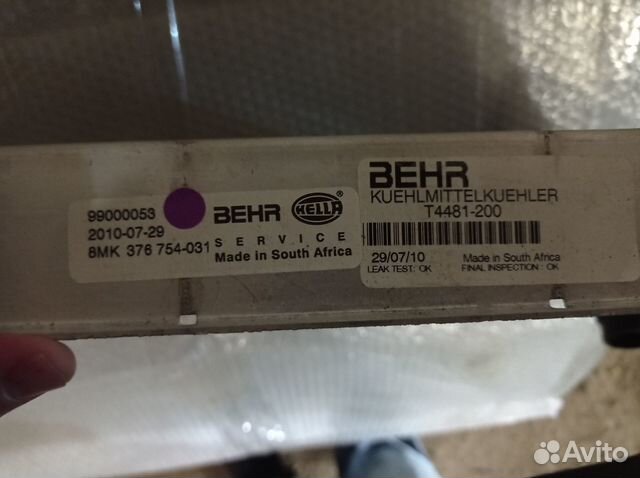 99000053
2010-07-29
8MK 376 754-031
BEHR HELLA
SERVICE
Made in South Africa
BEHR
KUEHLMITTELKUEHLER
T4481-200
29/07/10 Made in South Africa
LEAK TEST: OK FINAL INSPECTION: OK
Avito